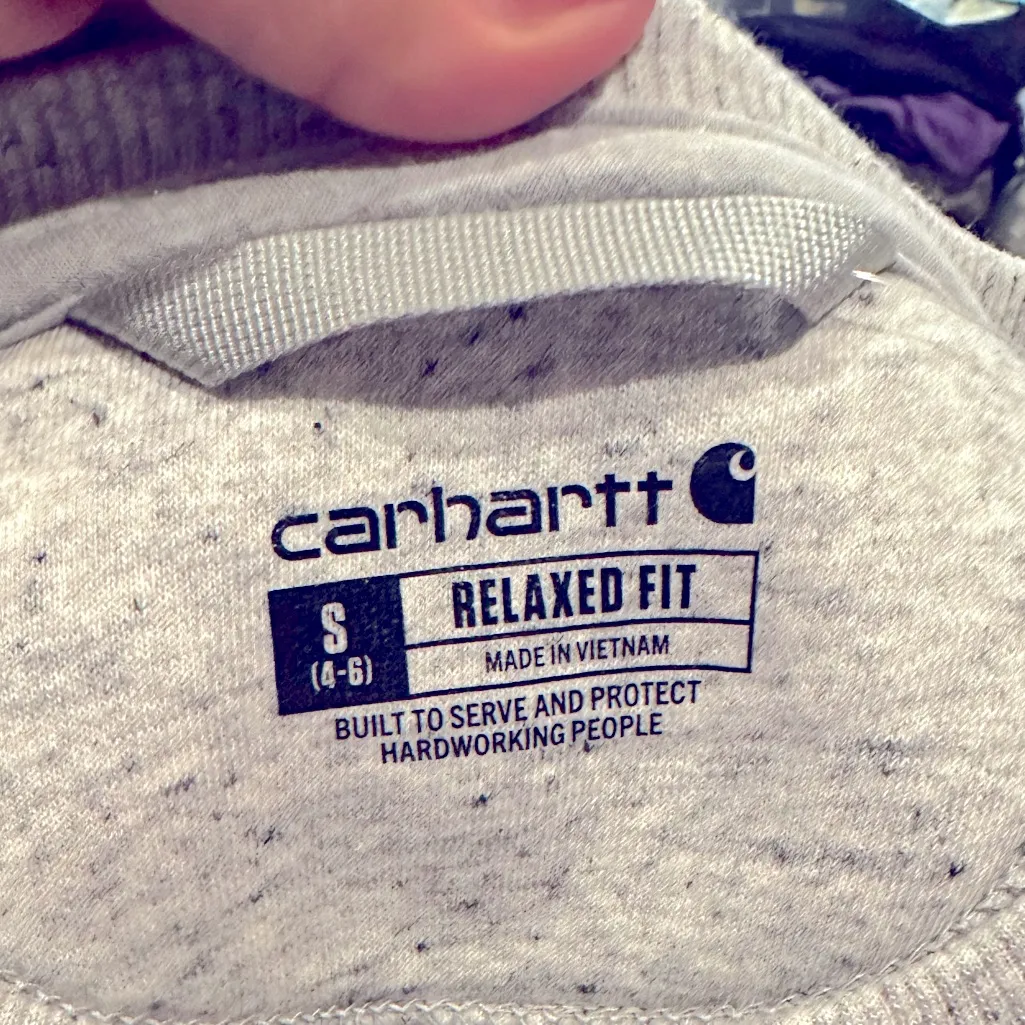 carhartt
S
(4-6)
RELAXED FIT
MADE IN VIETNAM
BUILT TO SERVE AND PROTECT
HARDWORKING PEOPLE